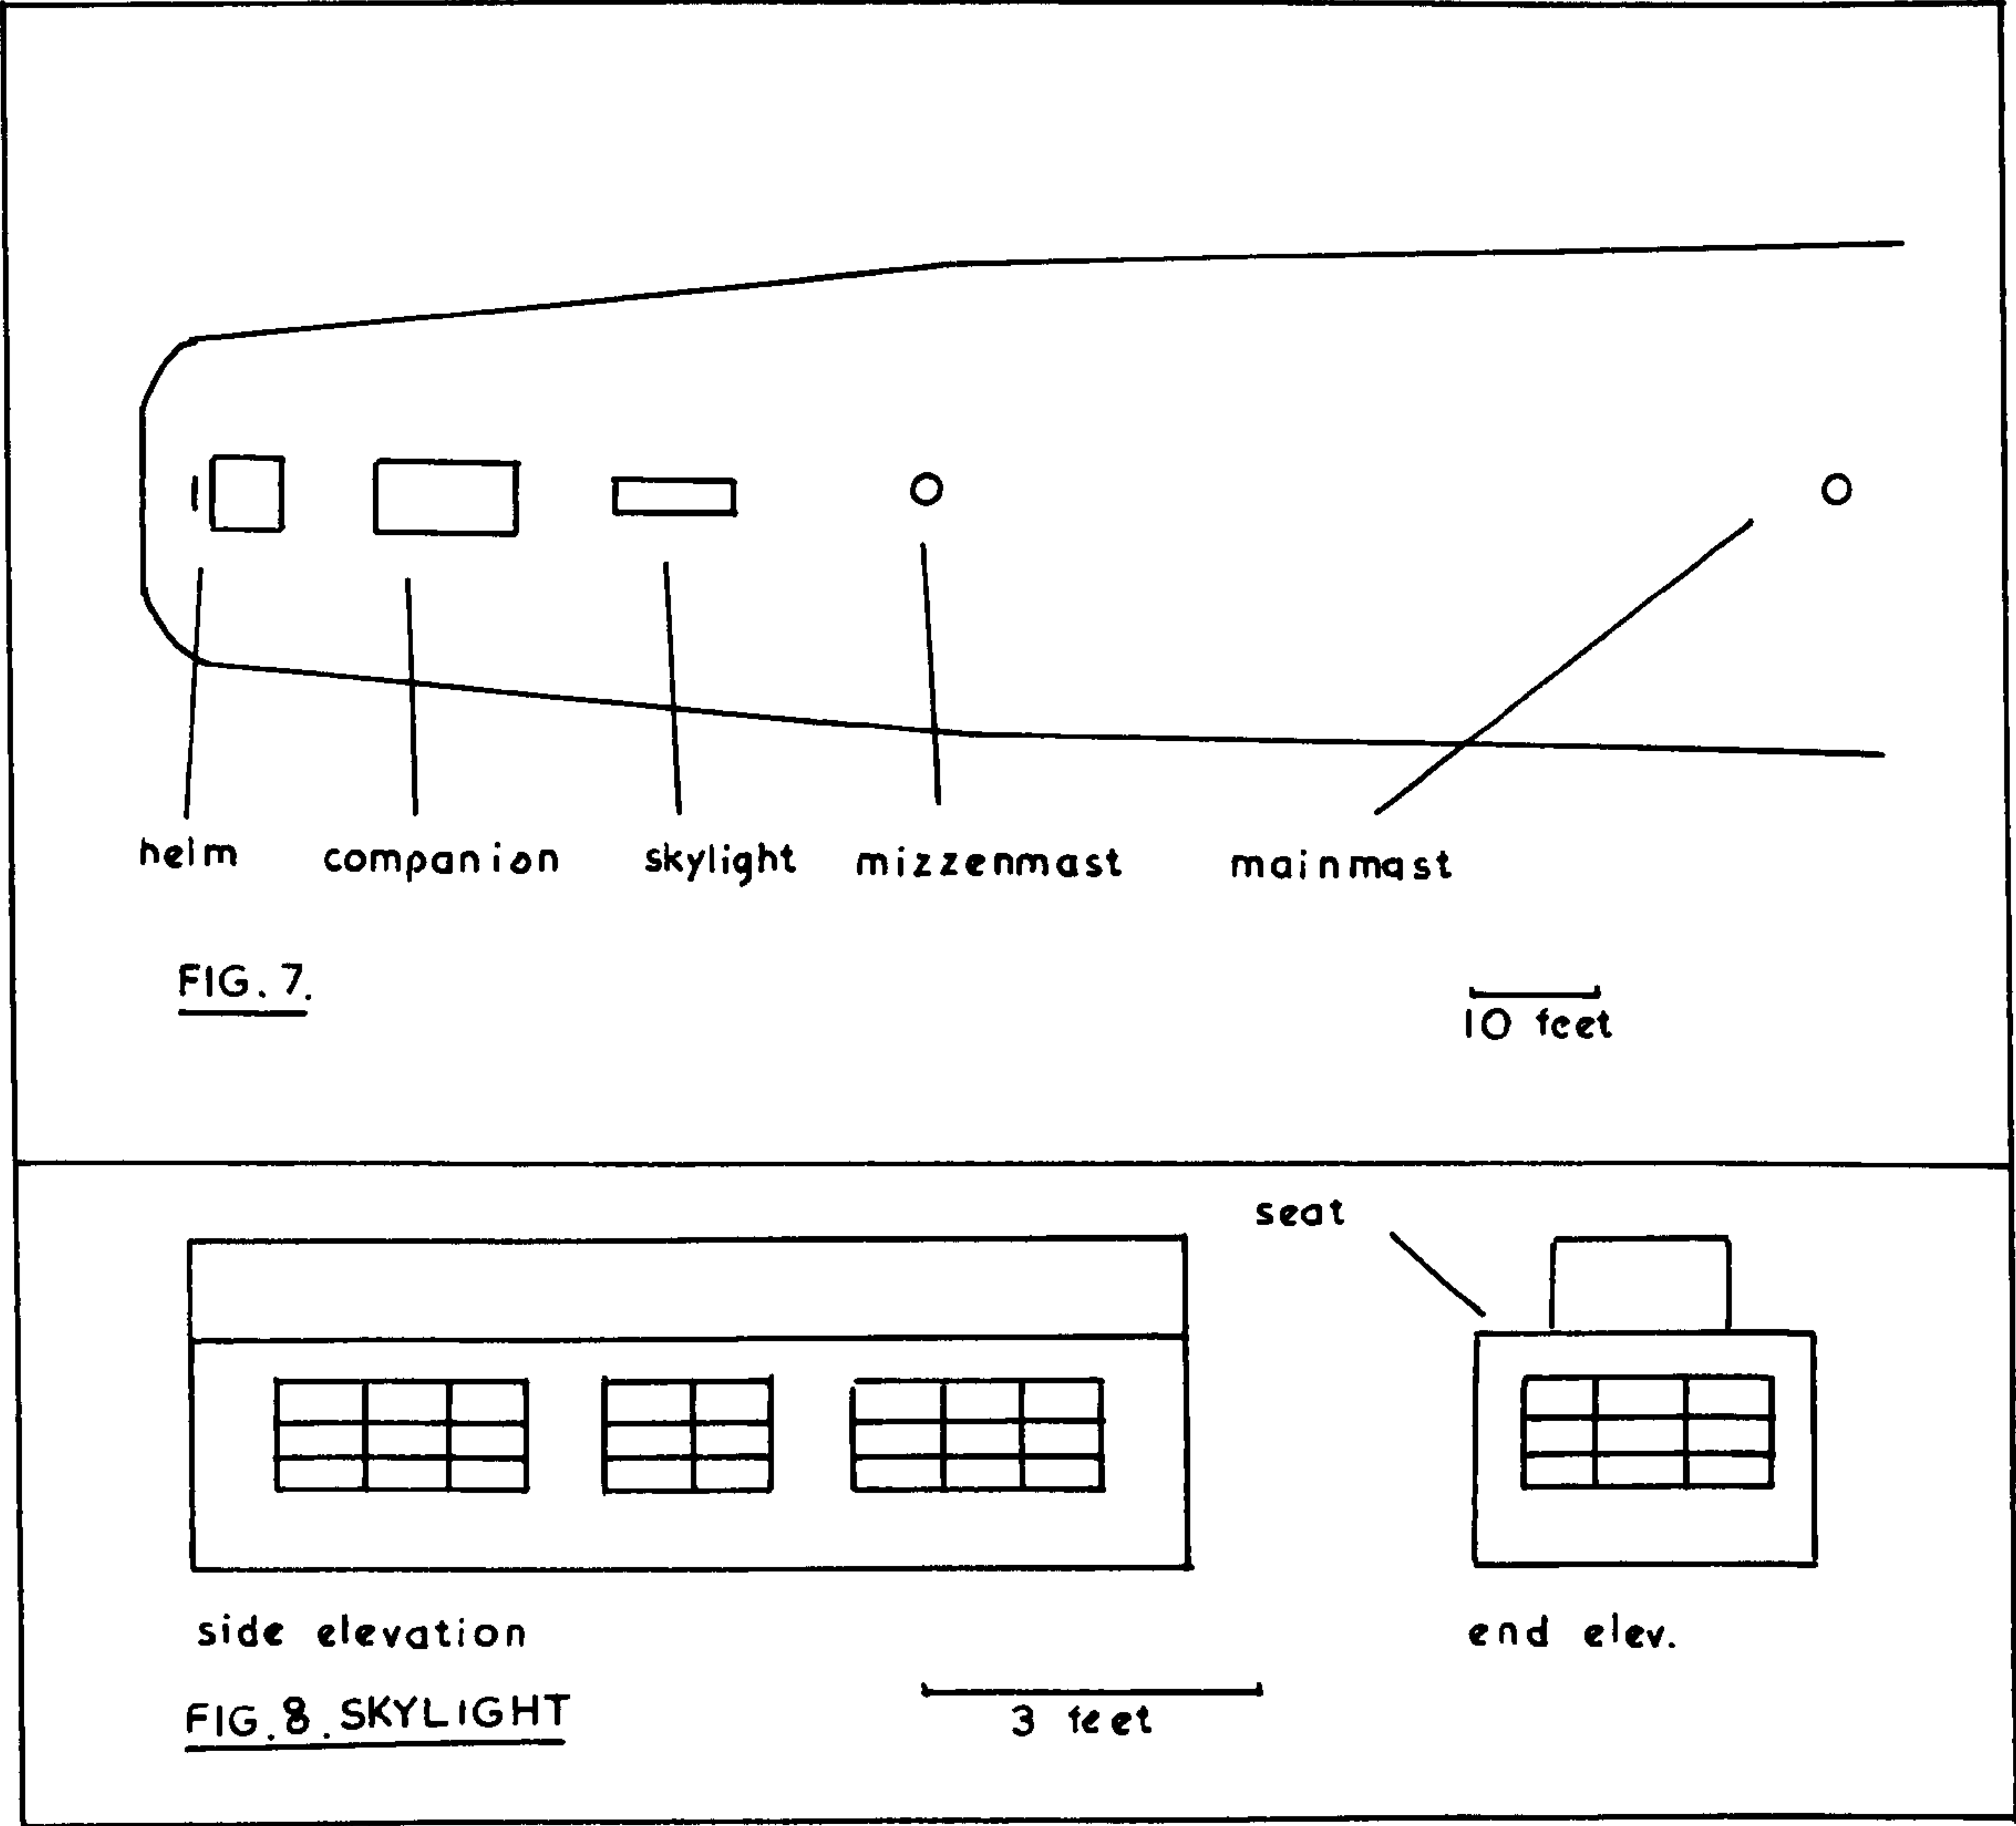 helm companion skylight mizzenmast mainmast
FIG. 7.
10 feet
seat
side elevation
end elev.
FIG. 8. SKYLIGHT
3 feet